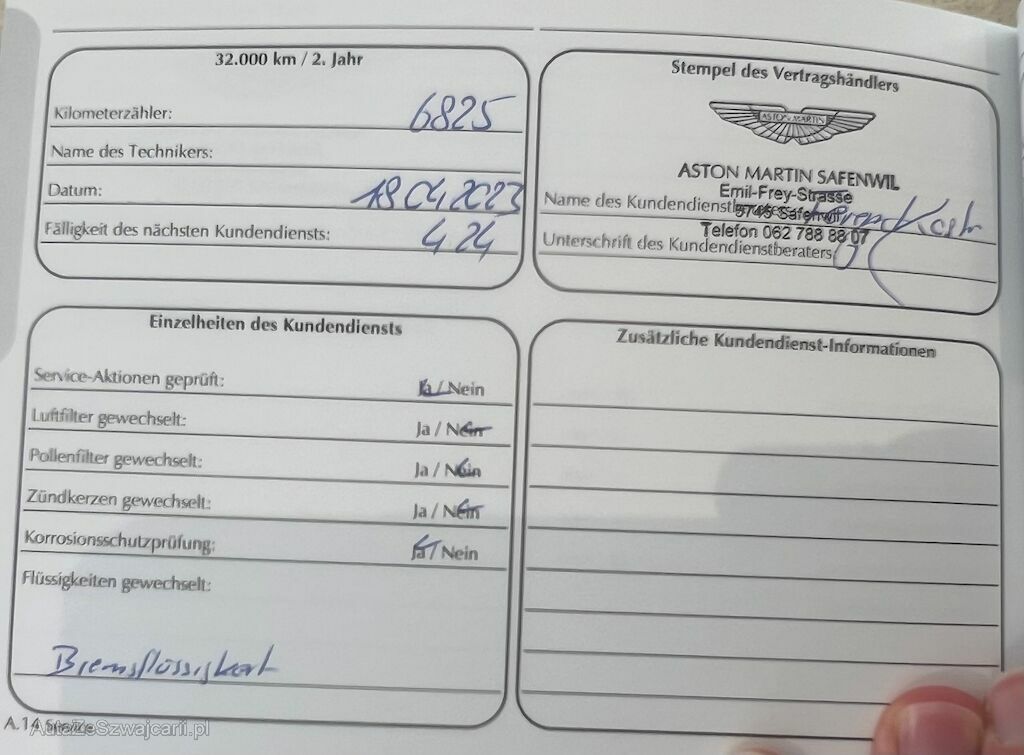 32.000 km / 2. Jahr
Kilometerzähler: 6825
Name des Technikers:
Datum: 18 04 2023
Fälligkeit des nächsten Kundendiensts: 4 24
Stempel des Vertragshändlers
ASTON MARTIN
ASTON MARTIN SAFENWIL
Emil-Frey-Strasse
Name des Kundendienstberaters:
5745 Safenwil
Telefon 062 788 88 07
Unterschrift des Kundendienstberaters:
Einzelheiten des Kundendiensts
Service-Aktionen geprüft: Ja / Nein
Luftfilter gewechselt: Ja / Nein
Pollenfilter gewechselt: Ja / Nein
Zündkerzen gewechselt: Ja / Nein
Korrosionsschutzprüfung: Ja / Nein
Flüssigkeiten gewechselt:
Bremsflüssigkeit
Zusätzliche Kundendienst-Informationen
A.14
AutaZeSzwajcarii.pl